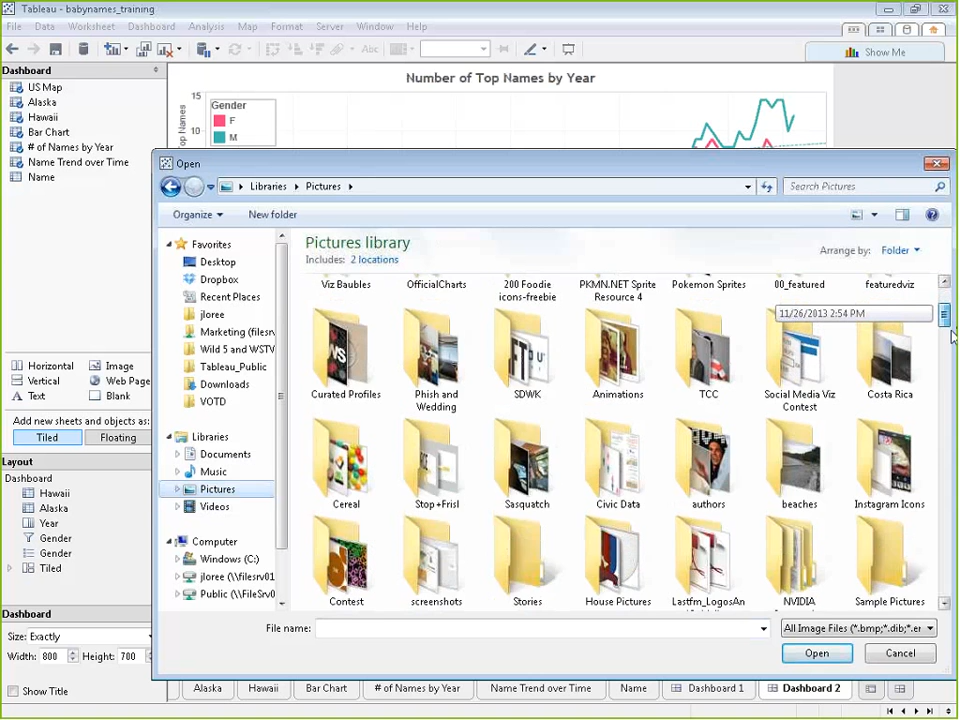 Tableau - babynames_training
File Data Worksheet Dashboard Analysis Map Format Server Window Help
Abc
Show Me
Dashboard
US Map
Alaska
Hawaii
Bar Chart
# of Names by Year
Name Trend over Time
Name
Number of Top Names by Year
15
10
Top Names
Gender
F
M
Open
Libraries Pictures
Search Pictures
Organize New folder
Favorites
Desktop
Dropbox
Recent Places
jloree
Marketing (filesrv
Wild 5 and WSTV
Tableau_Public
Downloads
VOTD
Libraries
Documents
Music
Pictures
Videos
Computer
Windows (C:)
jloree (\\filesrv01
Public (\\FileSrv0
Pictures library
Includes: 2 locations
Arrange by: Folder
Viz Baubles OfficialCharts 200 Foodie icons-freebie PKMN.NET Sprite Resource 4 Pokemon Sprites 00_featured featuredviz
11/26/2013 2:54 PM
Curated Profiles Phish and Wedding SDWK Animations TCC Social Media Viz Contest Costa Rica
Cereal Stop+Frisk Sasquatch Civic Data authors beaches Instagram Icons
Contest screenshots Stories House Pictures Lastfm_LogosAn NVIDIA Sample Pictures
File name:
All Image Files (*.bmp;*.dib;*.er
Open Cancel
Horizontal Image
Vertical Web Page
Text Blank
Add new sheets and objects as:
Tiled Floating
Layout
Dashboard
Hawaii
Alaska
Year
Gender
Gender
Tiled
Dashboard
Size: Exactly
Width: 800 Height: 700
Show Title
Alaska Hawaii Bar Chart # of Names by Year Name Trend over Time Name Dashboard 1 Dashboard 2